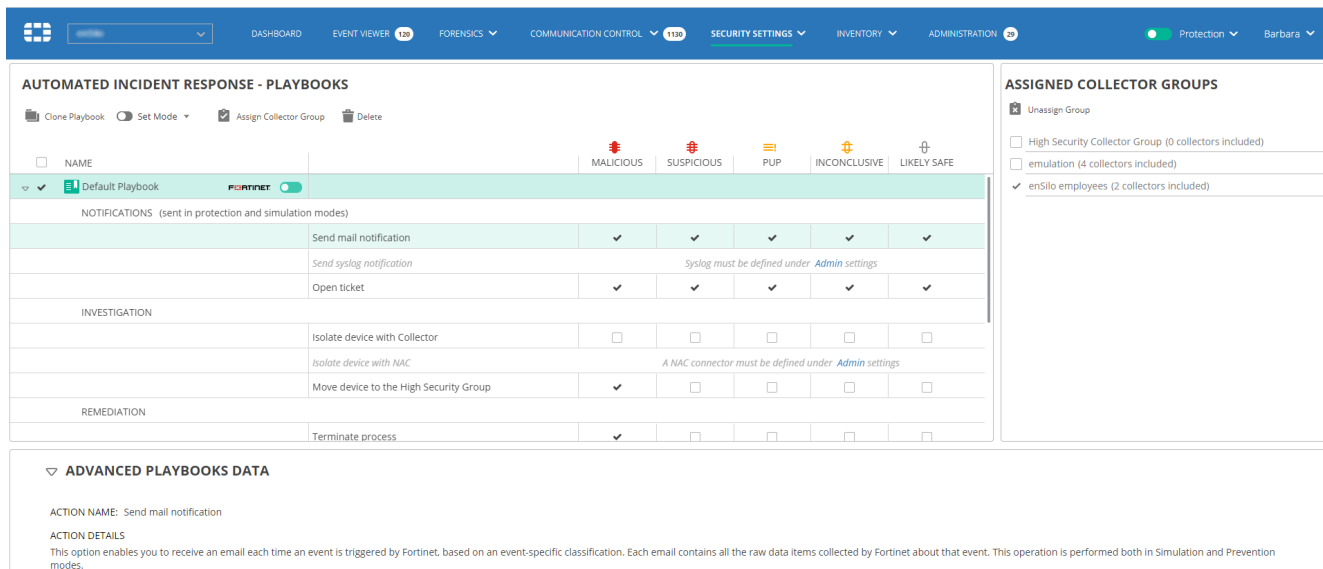 DASHBOARD EVENT VIEWER 120 FORENSICS COMMUNICATION CONTROL 1130 SECURITY SETTINGS INVENTORY ADMINISTRATION 29 Protection Barbara
AUTOMATED INCIDENT RESPONSE - PLAYBOOKS
Clone Playbook Set Mode Assign Collector Group Delete
NAME MALICIOUS SUSPICIOUS PUP INCONCLUSIVE LIKELY SAFE
Default Playbook FORTINET
NOTIFICATIONS (sent in protection and simulation modes)
Send mail notification
Send syslog notification Syslog must be defined under Admin settings
Open ticket
INVESTIGATION
Isolate device with Collector
Isolate device with NAC A NAC connector must be defined under Admin settings
Move device to the High Security Group
REMEDIATION
Terminate process
ASSIGNED COLLECTOR GROUPS
Unassign Group
High Security Collector Group (0 collectors included)
emulation (4 collectors included)
enSilo employees (2 collectors included)
ADVANCED PLAYBOOKS DATA
ACTION NAME: Send mail notification
ACTION DETAILS
This option enables you to receive an email each time an event is triggered by Fortinet, based on an event-specific classification. Each email contains all the raw data items collected by Fortinet about that event. This operation is performed both in Simulation and Prevention
modes.